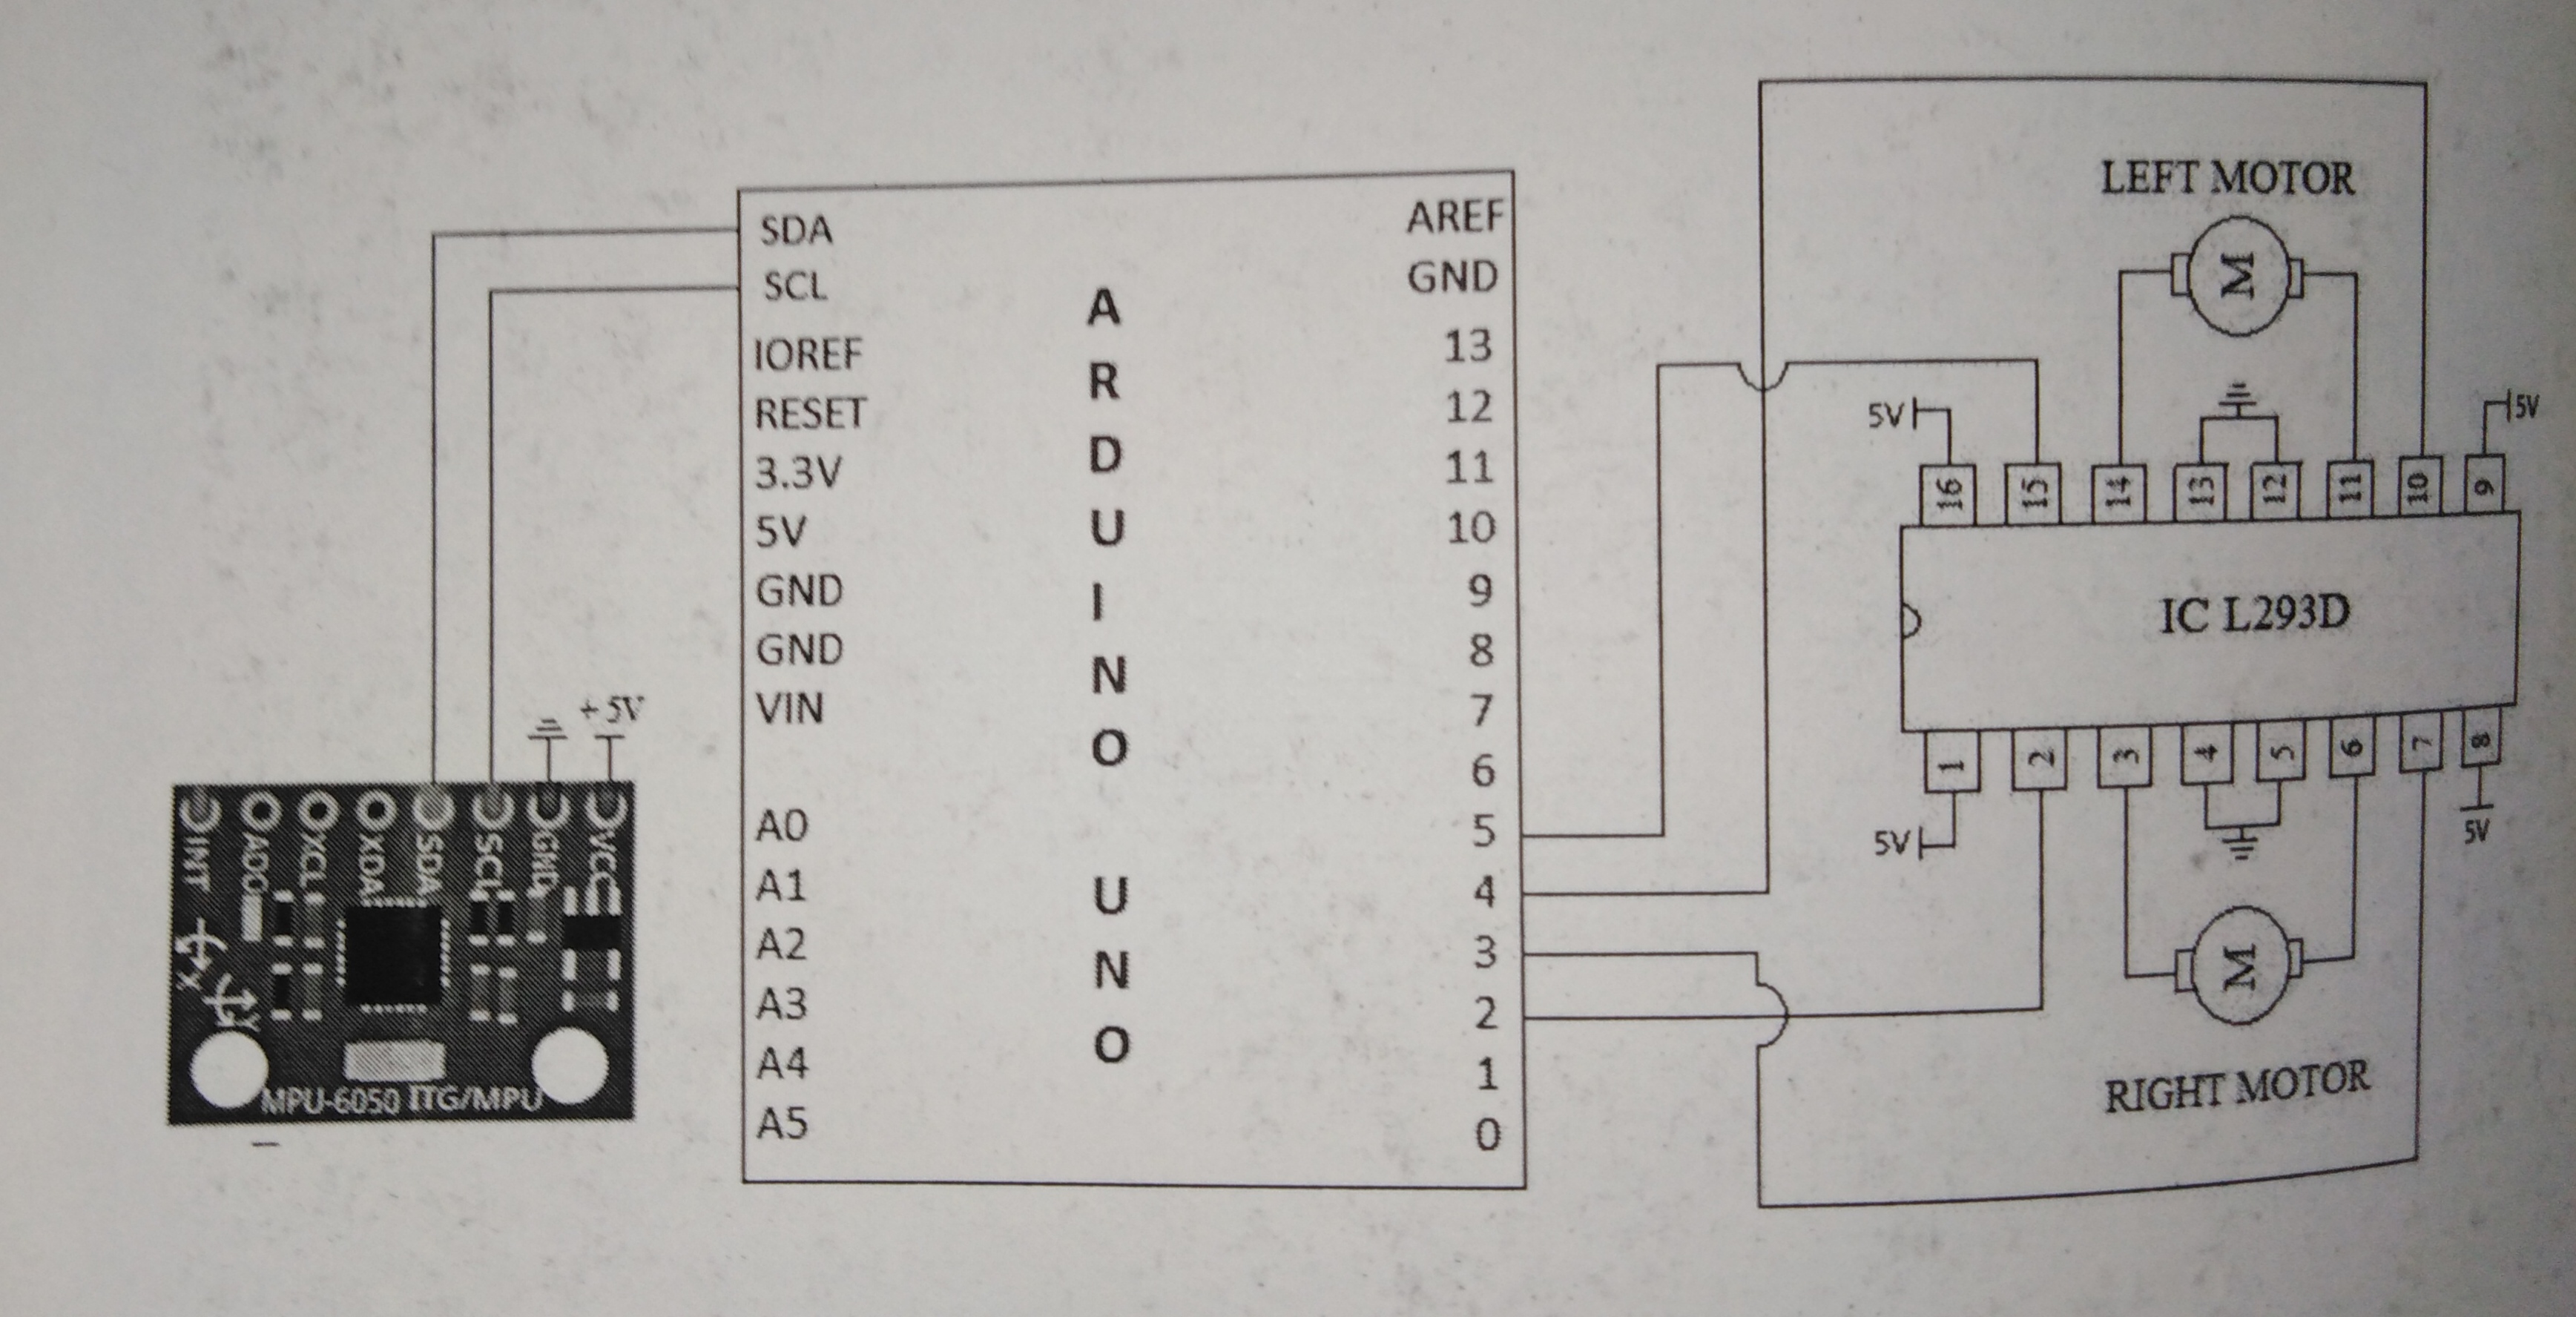 SDA
SCL
IOREF
RESET
3.3V
5V
GND
GND
VIN
A0
A1
A2
A3
A4
A5
ARDUINO UNO
AREF
GND
13
12
11
10
9
8
7
6
5
4
3
2
1
0
+5V
INT
AD0
XCL
XDA
SDA
SCL
GND
VCC
X
Y
MPU-6050 ITG/MPU
LEFT MOTOR
M
5V
5V
16
15
14
13
12
11
10
9
IC L293D
1
2
3
4
5
6
7
8
5V
5V
M
RIGHT MOTOR